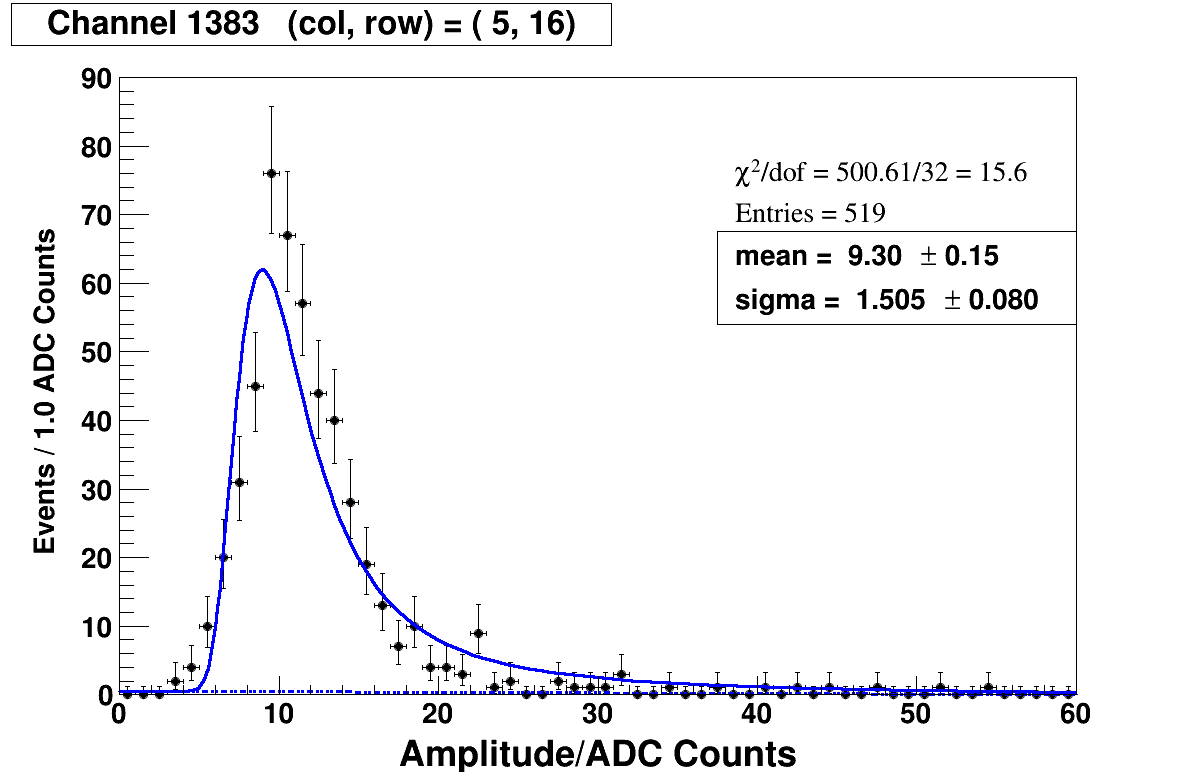 Channel 1383 (col, row) = ( 5, 16)
90
80
70
60
50
40
30
20
10
0
Events / 1.0 ADC Counts
χ²/dof = 500.61/32 = 15.6
Entries = 519
mean = 9.30 ± 0.15
sigma = 1.505 ± 0.080
0 10 20 30 40 50 60
Amplitude/ADC Counts